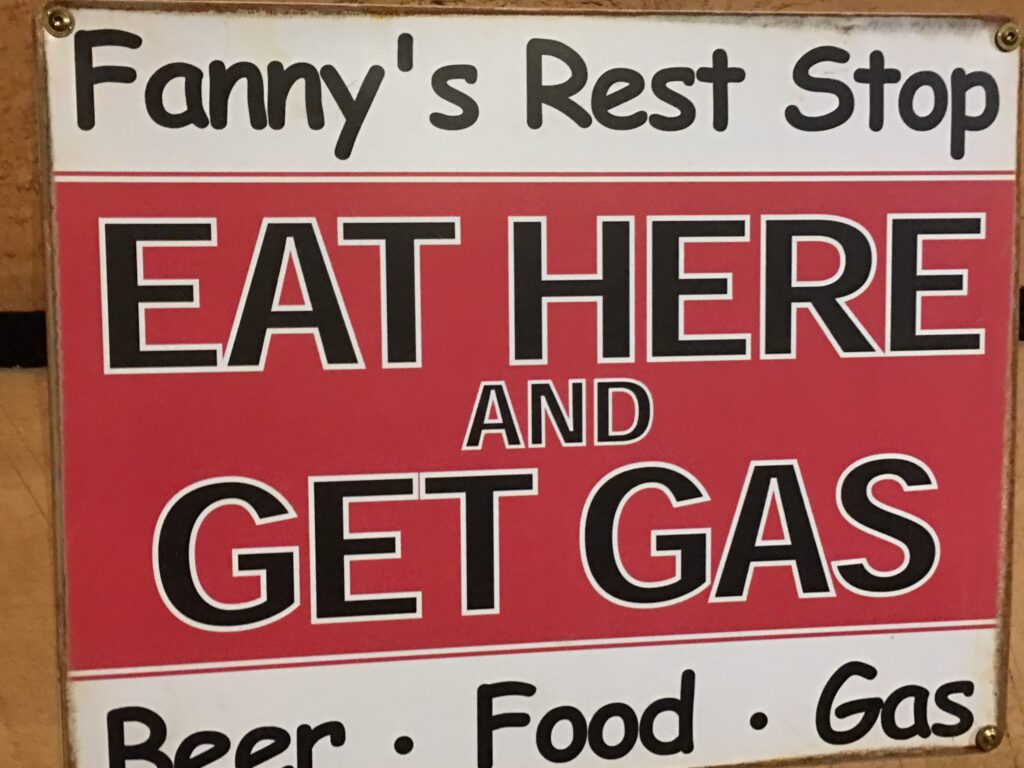 Fanny's Rest Stop
EAT HERE
AND
GET GAS
Beer · Food · Gas